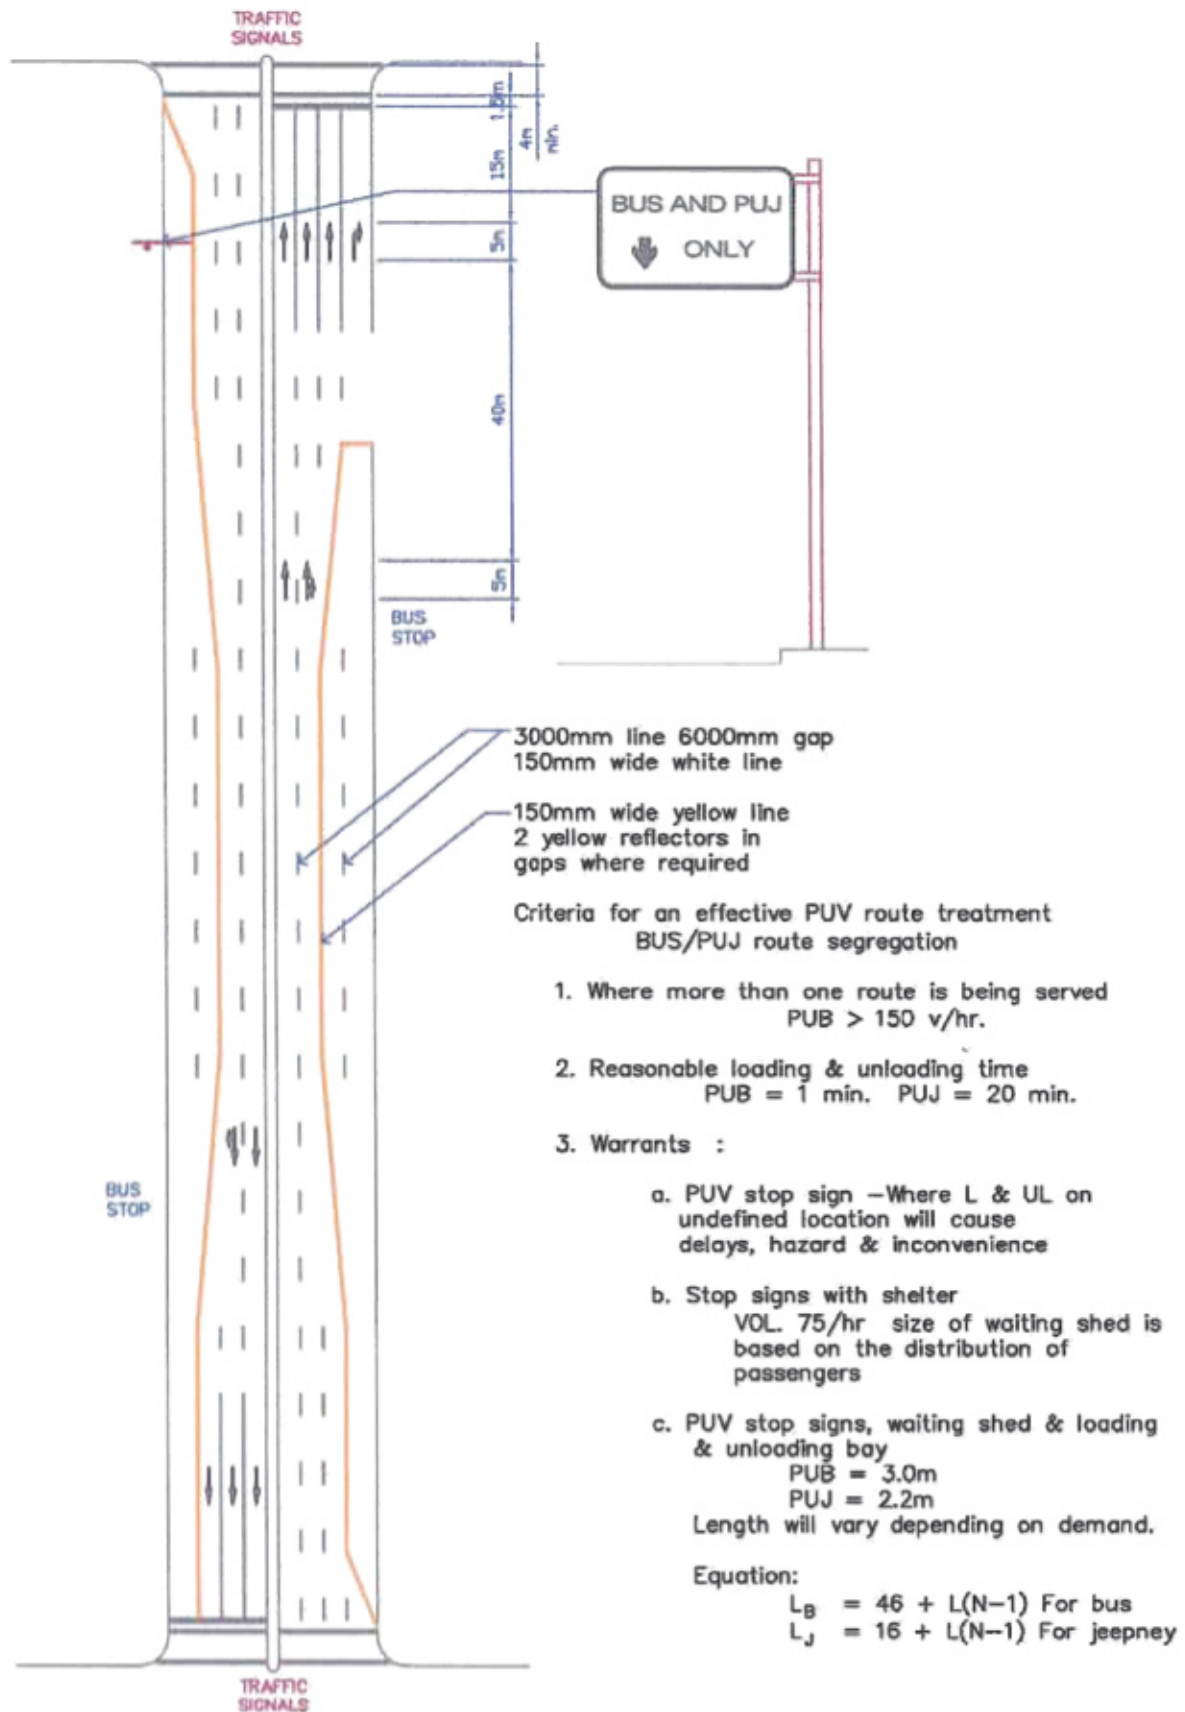 TRAFFIC
SIGNALS
1.5m
4m
min.
15m
5m
40m
5m
BUS AND PUJ
ONLY
BUS
STOP
3000mm line 6000mm gap
150mm wide white line
150mm wide yellow line
2 yellow reflectors in
gaps where required
Criteria for an effective PUV route treatment
BUS/PUJ route segregation
1. Where more than one route is being served
PUB > 150 v/hr.
2. Reasonable loading & unloading time
PUB = 1 min. PUJ = 20 min.
3. Warrants :
a. PUV stop sign –Where L & UL on
undefined location will cause
delays, hazard & inconvenience
BUS
STOP
b. Stop signs with shelter
VOL. 75/hr size of waiting shed is
based on the distribution of
passengers
c. PUV stop signs, waiting shed & loading
& unloading bay
PUB = 3.0m
PUJ = 2.2m
Length will vary depending on demand.
Equation:
L_B = 46 + L(N–1) For bus
L_J = 16 + L(N–1) For jeepney
TRAFFIC
SIGNALS